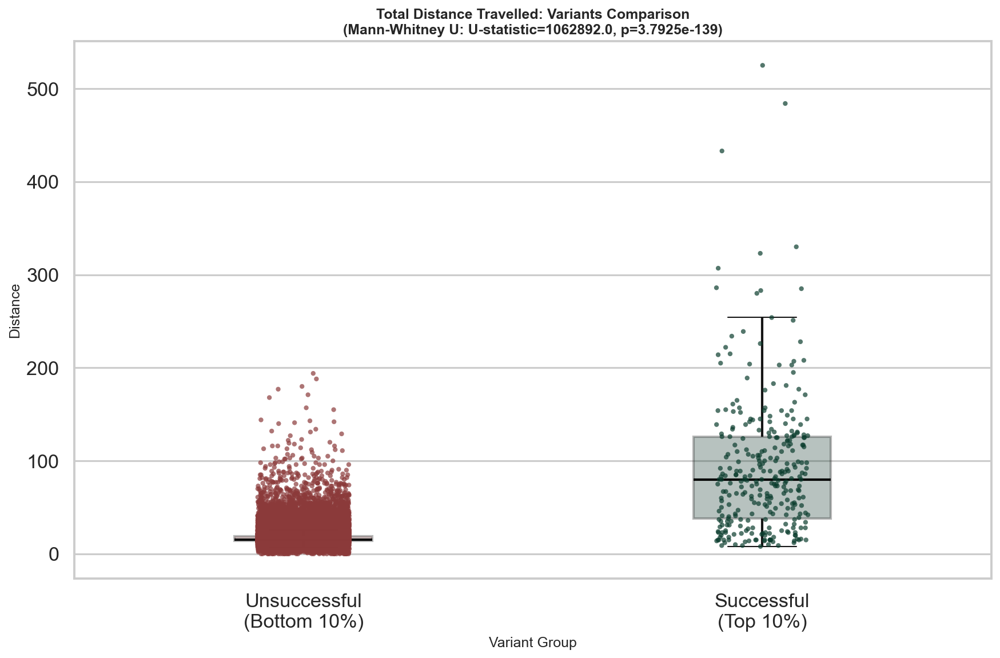 Total Distance Travelled: Variants Comparison
(Mann-Whitney U: U-statistic=1062892.0, p=3.7925e-139)
500
400
300
200
100
0
Distance
Unsuccessful
(Bottom 10%)
Successful
(Top 10%)
Variant Group